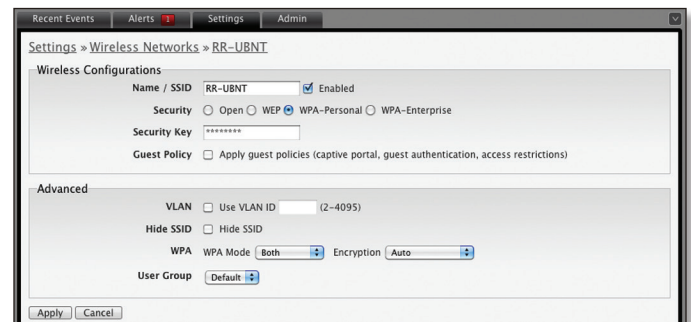 Recent Events Alerts 1 Settings Admin
Settings » Wireless Networks » RR-UBNT
Wireless Configurations
Name / SSID RR-UBNT Enabled
Security Open WEP WPA-Personal WPA-Enterprise
Security Key ********
Guest Policy Apply guest policies (captive portal, guest authentication, access restrictions)
Advanced
VLAN Use VLAN ID (2-4095)
Hide SSID Hide SSID
WPA WPA Mode Both Encryption Auto
User Group Default
Apply Cancel